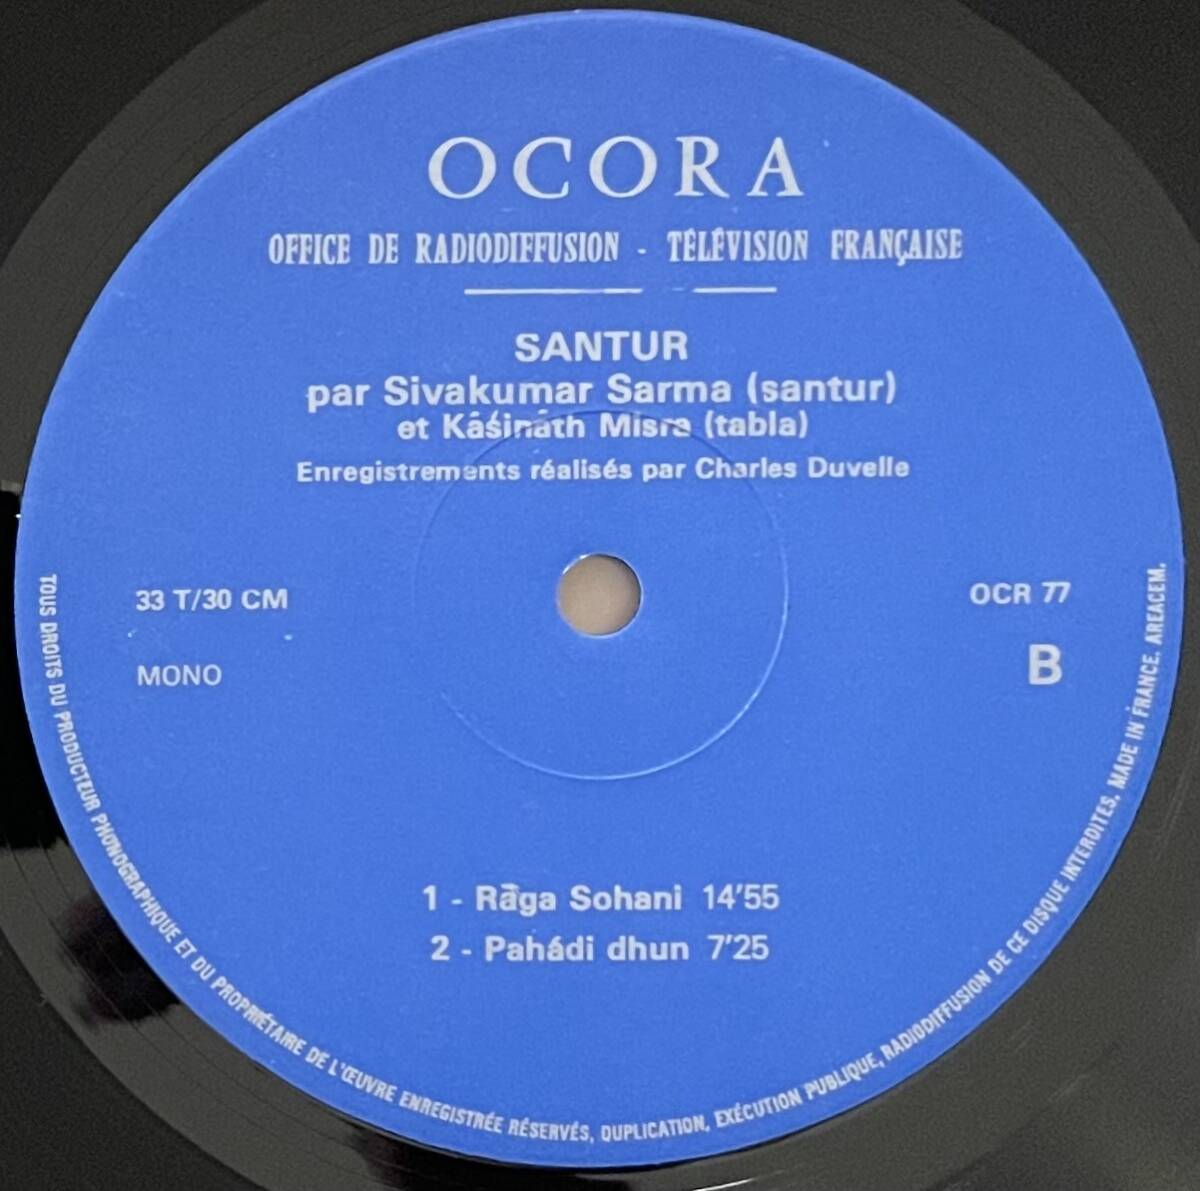 OCORA
OFFICE DE RADIODIFFUSION - TÉLÉVISION FRANÇAISE
SANTUR
par Sivakumar Sarma (santur)
et Kâśináth Misra (tabla)
Enregistrements réalisés par Charles Duvelle
33 T/30 CM
OCR 77
MONO
B
1 - Rāga Sohani 14'55
2 - Pahádi dhun 7'25
TOUS DROITS DU PRODUCTEUR PHONOGRAPHIQUE ET DU PROPRIÉTAIRE DE L'ŒUVRE ENREGISTRÉE RÉSERVÉS, DUPLICATION, EXÉCUTION PUBLIQUE, RADIODIFFUSION DE CE DISQUE INTERDITES. MADE IN FRANCE. AREACEM.